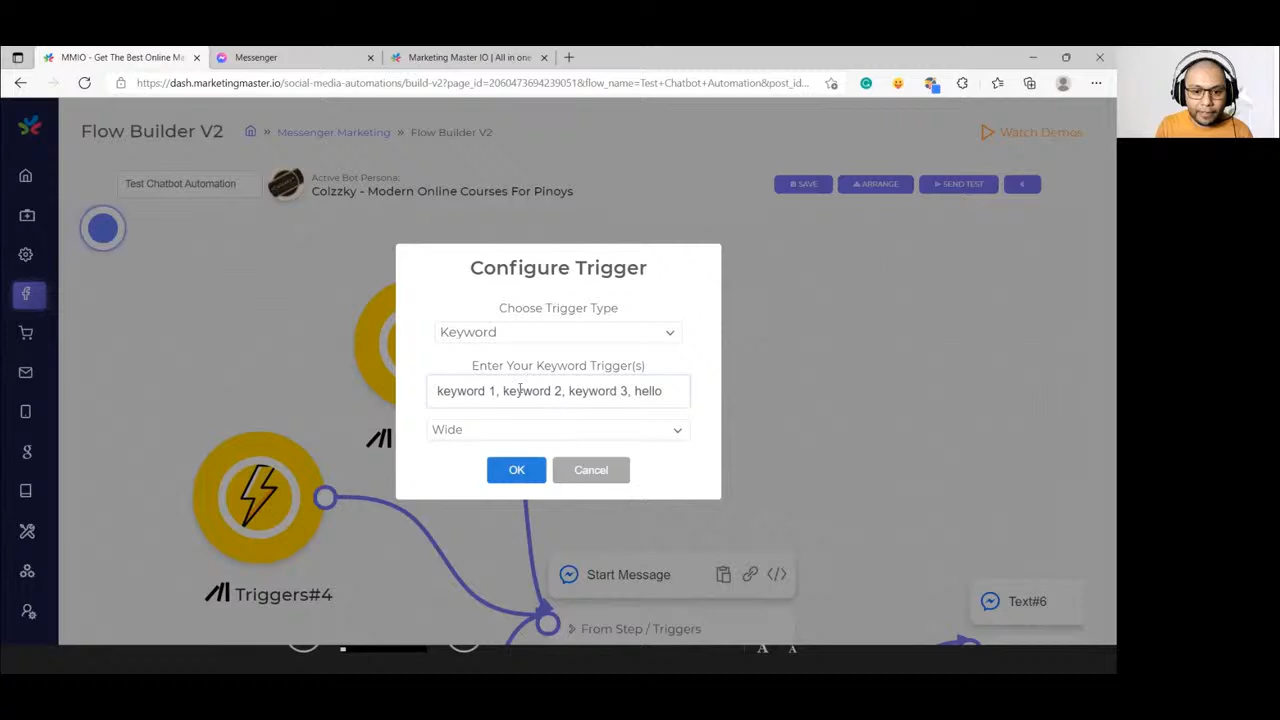 MMIO - Get The Best Online Ma
Messenger
Marketing Master IO | All in one
https://dash.marketingmaster.io/social-media-automations/build-v2?page_id=2060473694239051&flow_name=Test+Chatbot+Automation&post_id...
Flow Builder V2
» Messenger Marketing » Flow Builder V2
Watch Demos
Test Chatbot Automation
Active Bot Persona:
Colzzky - Modern Online Courses For Pinoys
SAVE
ARRANGE
SEND TEST
Configure Trigger
Choose Trigger Type
Keyword
Enter Your Keyword Trigger(s)
keyword 1, keyword 2, keyword 3, hello
Wide
OK
Cancel
Triggers#4
Start Message
From Step / Triggers
Text#6
A A